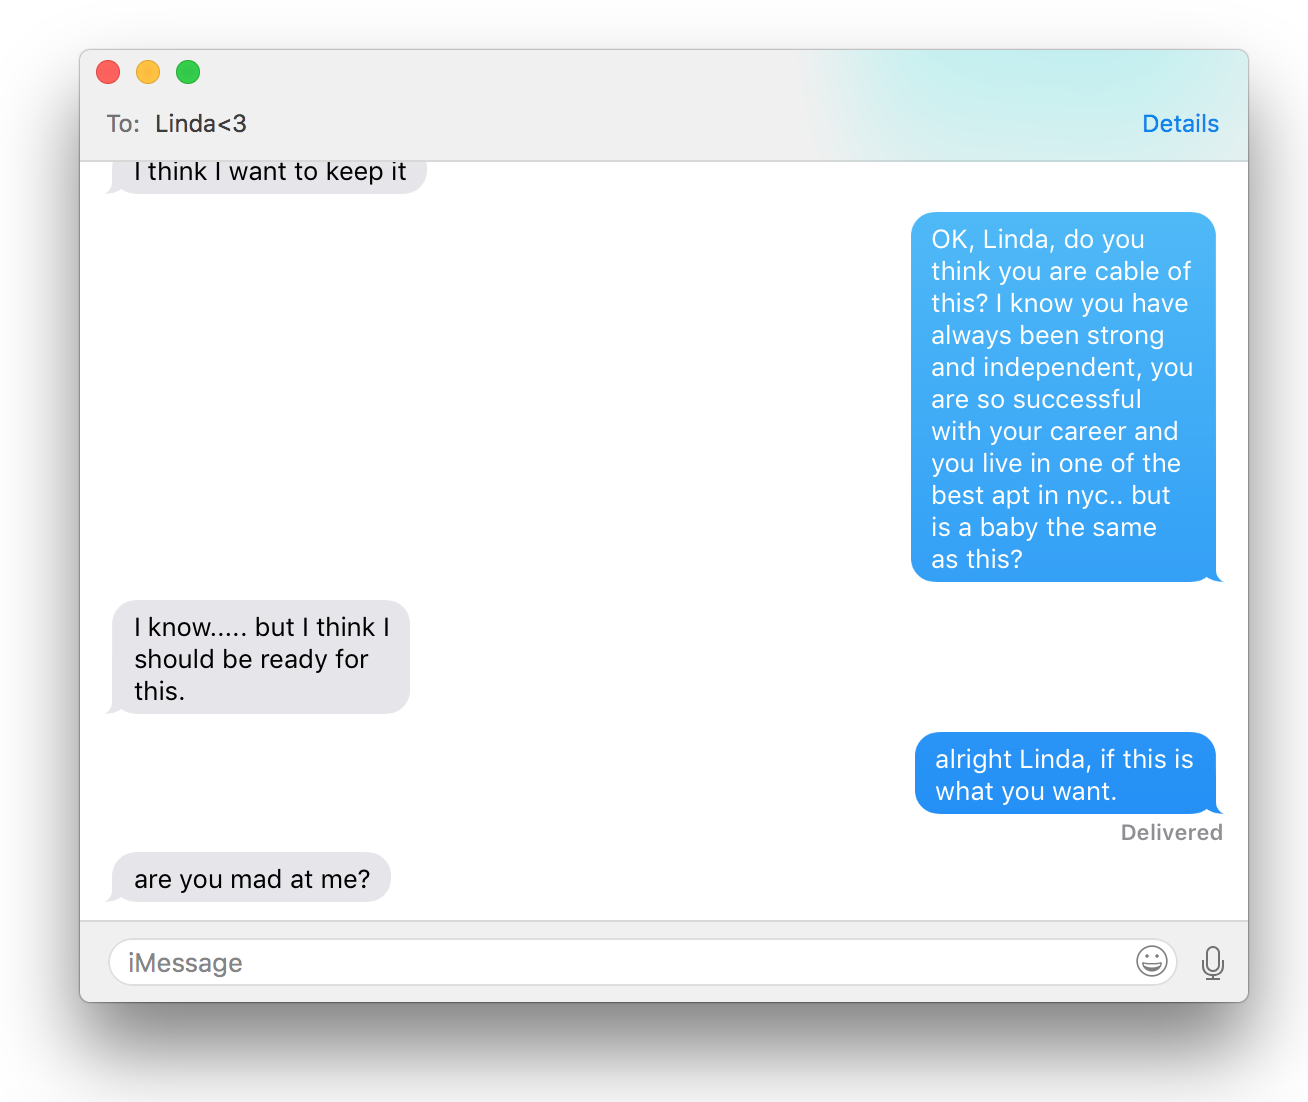 To: Linda<3
Details
I think I want to keep it
OK, Linda, do you
think you are cable of
this? I know you have
always been strong
and independent, you
are so successful
with your career and
you live in one of the
best apt in nyc.. but
is a baby the same
as this?
I know..... but I think I
should be ready for
this.
alright Linda, if this is
what you want.
Delivered
are you mad at me?
iMessage